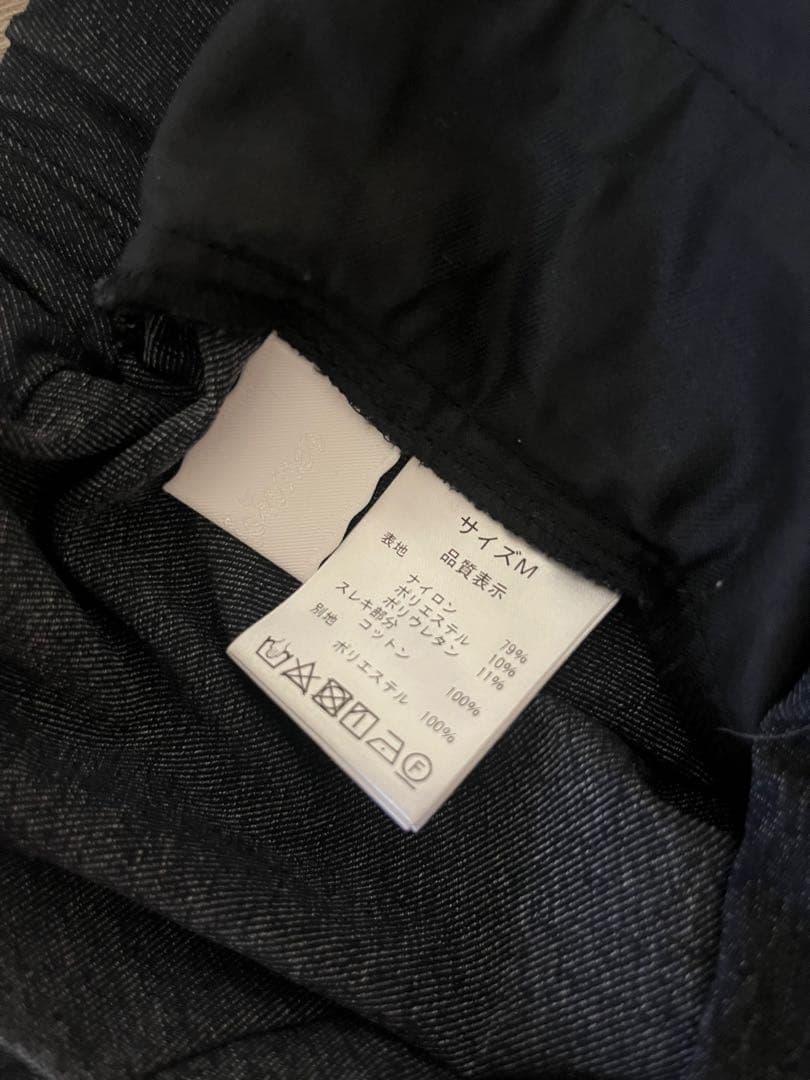 サイズM
品質表示
表地
ナイロン 79%
ポリエステル 10%
ポリウレタン 11%
スレキ部分
コットン 100%
別地
ポリエステル 100%
F